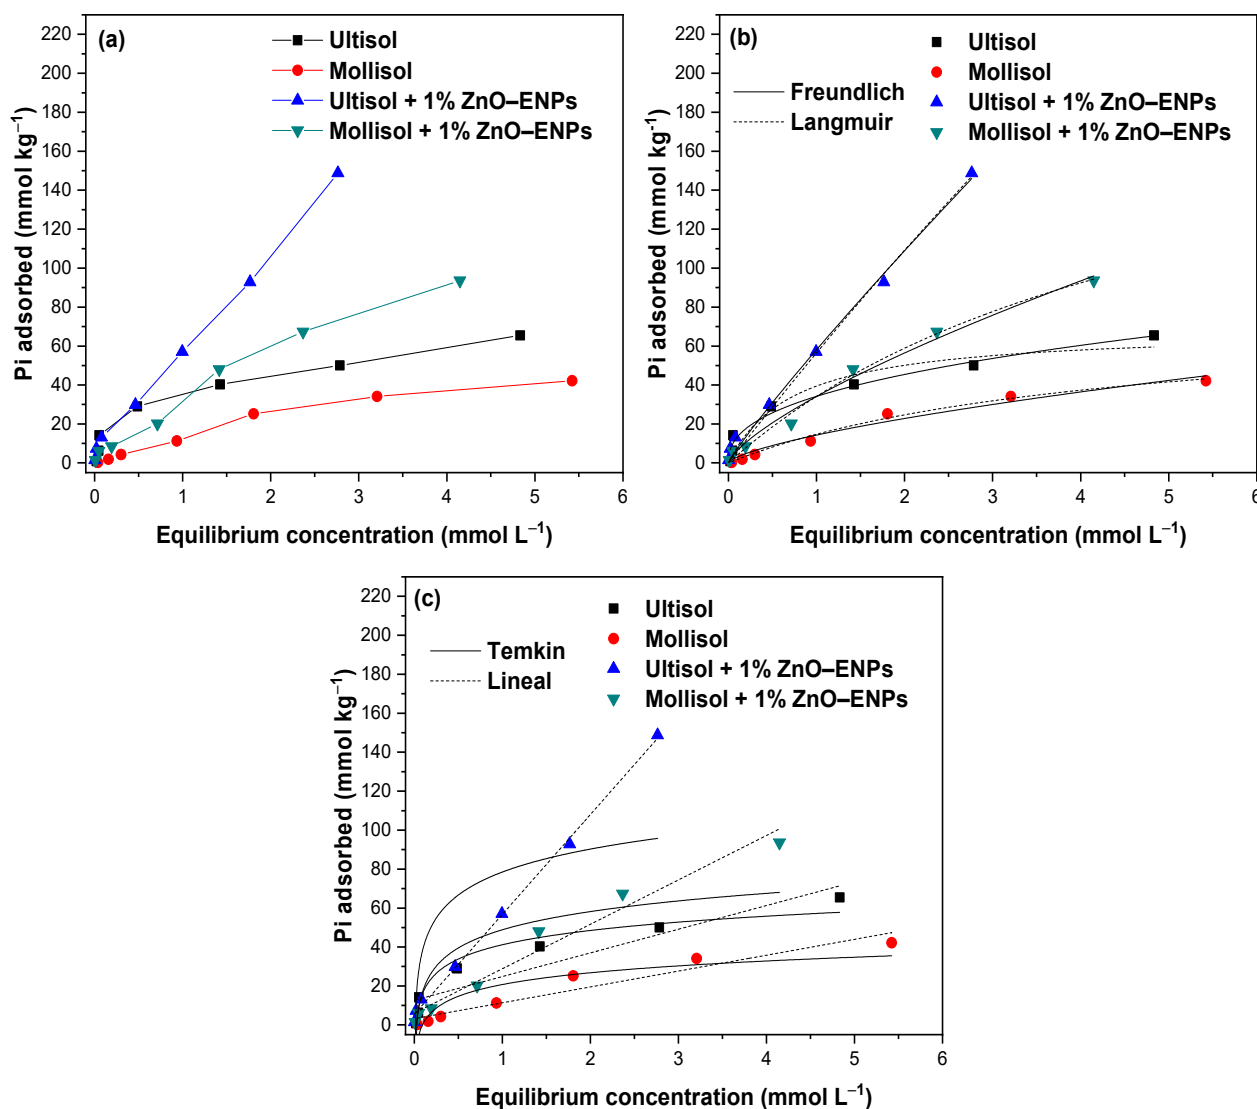 (a)
Ultisol
Mollisol
Ultisol + 1% ZnO–ENPs
Mollisol + 1% ZnO–ENPs
220
200
180
160
140
120
100
80
60
40
20
0
Pi adsorbed (mmol kg⁻¹)
0 1 2 3 4 5 6
Equilibrium concentration (mmol L⁻¹)
(b)
Ultisol
Mollisol
Freundlich
Ultisol + 1% ZnO–ENPs
Langmuir
Mollisol + 1% ZnO–ENPs
220
200
180
160
140
120
100
80
60
40
20
0
Pi adsorbed (mmol kg⁻¹)
0 1 2 3 4 5 6
Equilibrium concentration (mmol L⁻¹)
(c)
Ultisol
Mollisol
Temkin
Ultisol + 1% ZnO–ENPs
Lineal
Mollisol + 1% ZnO–ENPs
220
200
180
160
140
120
100
80
60
40
20
0
Pi adsorbed (mmol kg⁻¹)
0 1 2 3 4 5 6
Equilibrium concentration (mmol L⁻¹)